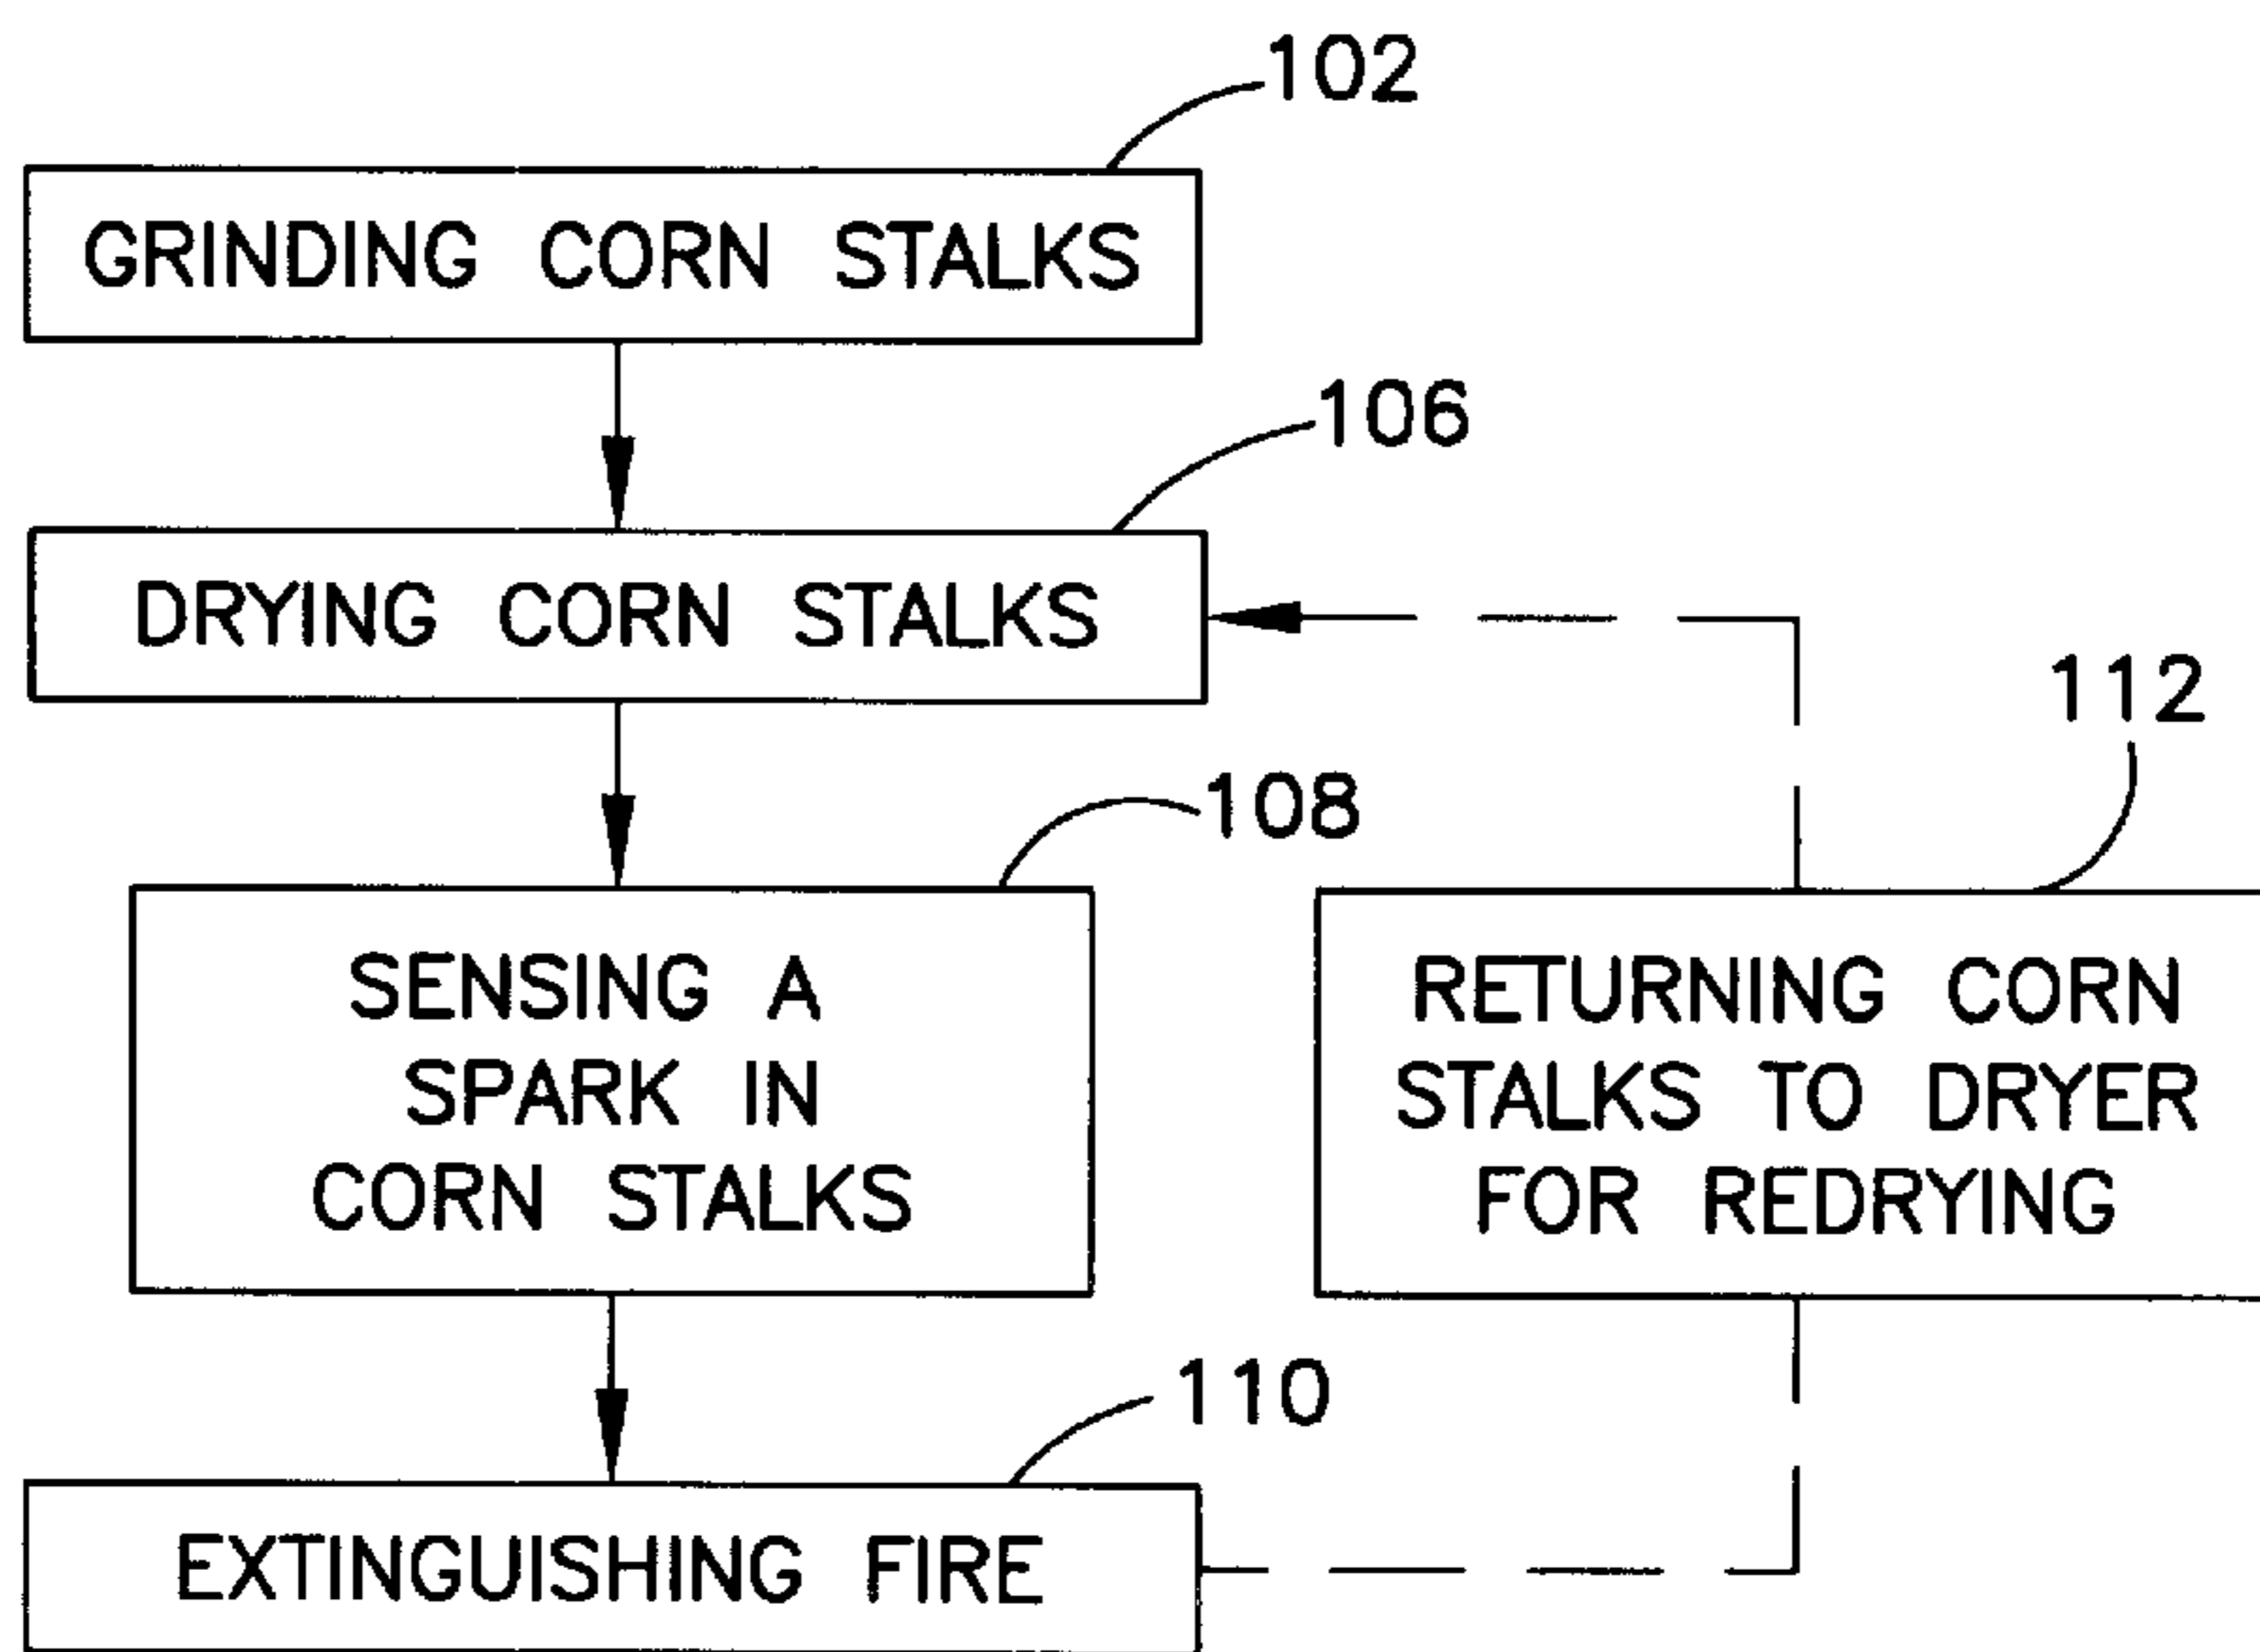 102
GRINDING CORN STALKS
106
DRYING CORN STALKS
112
108
SENSING A
SPARK IN
CORN STALKS
RETURNING CORN
STALKS TO DRYER
FOR REDRYING
110
EXTINGUISHING FIRE